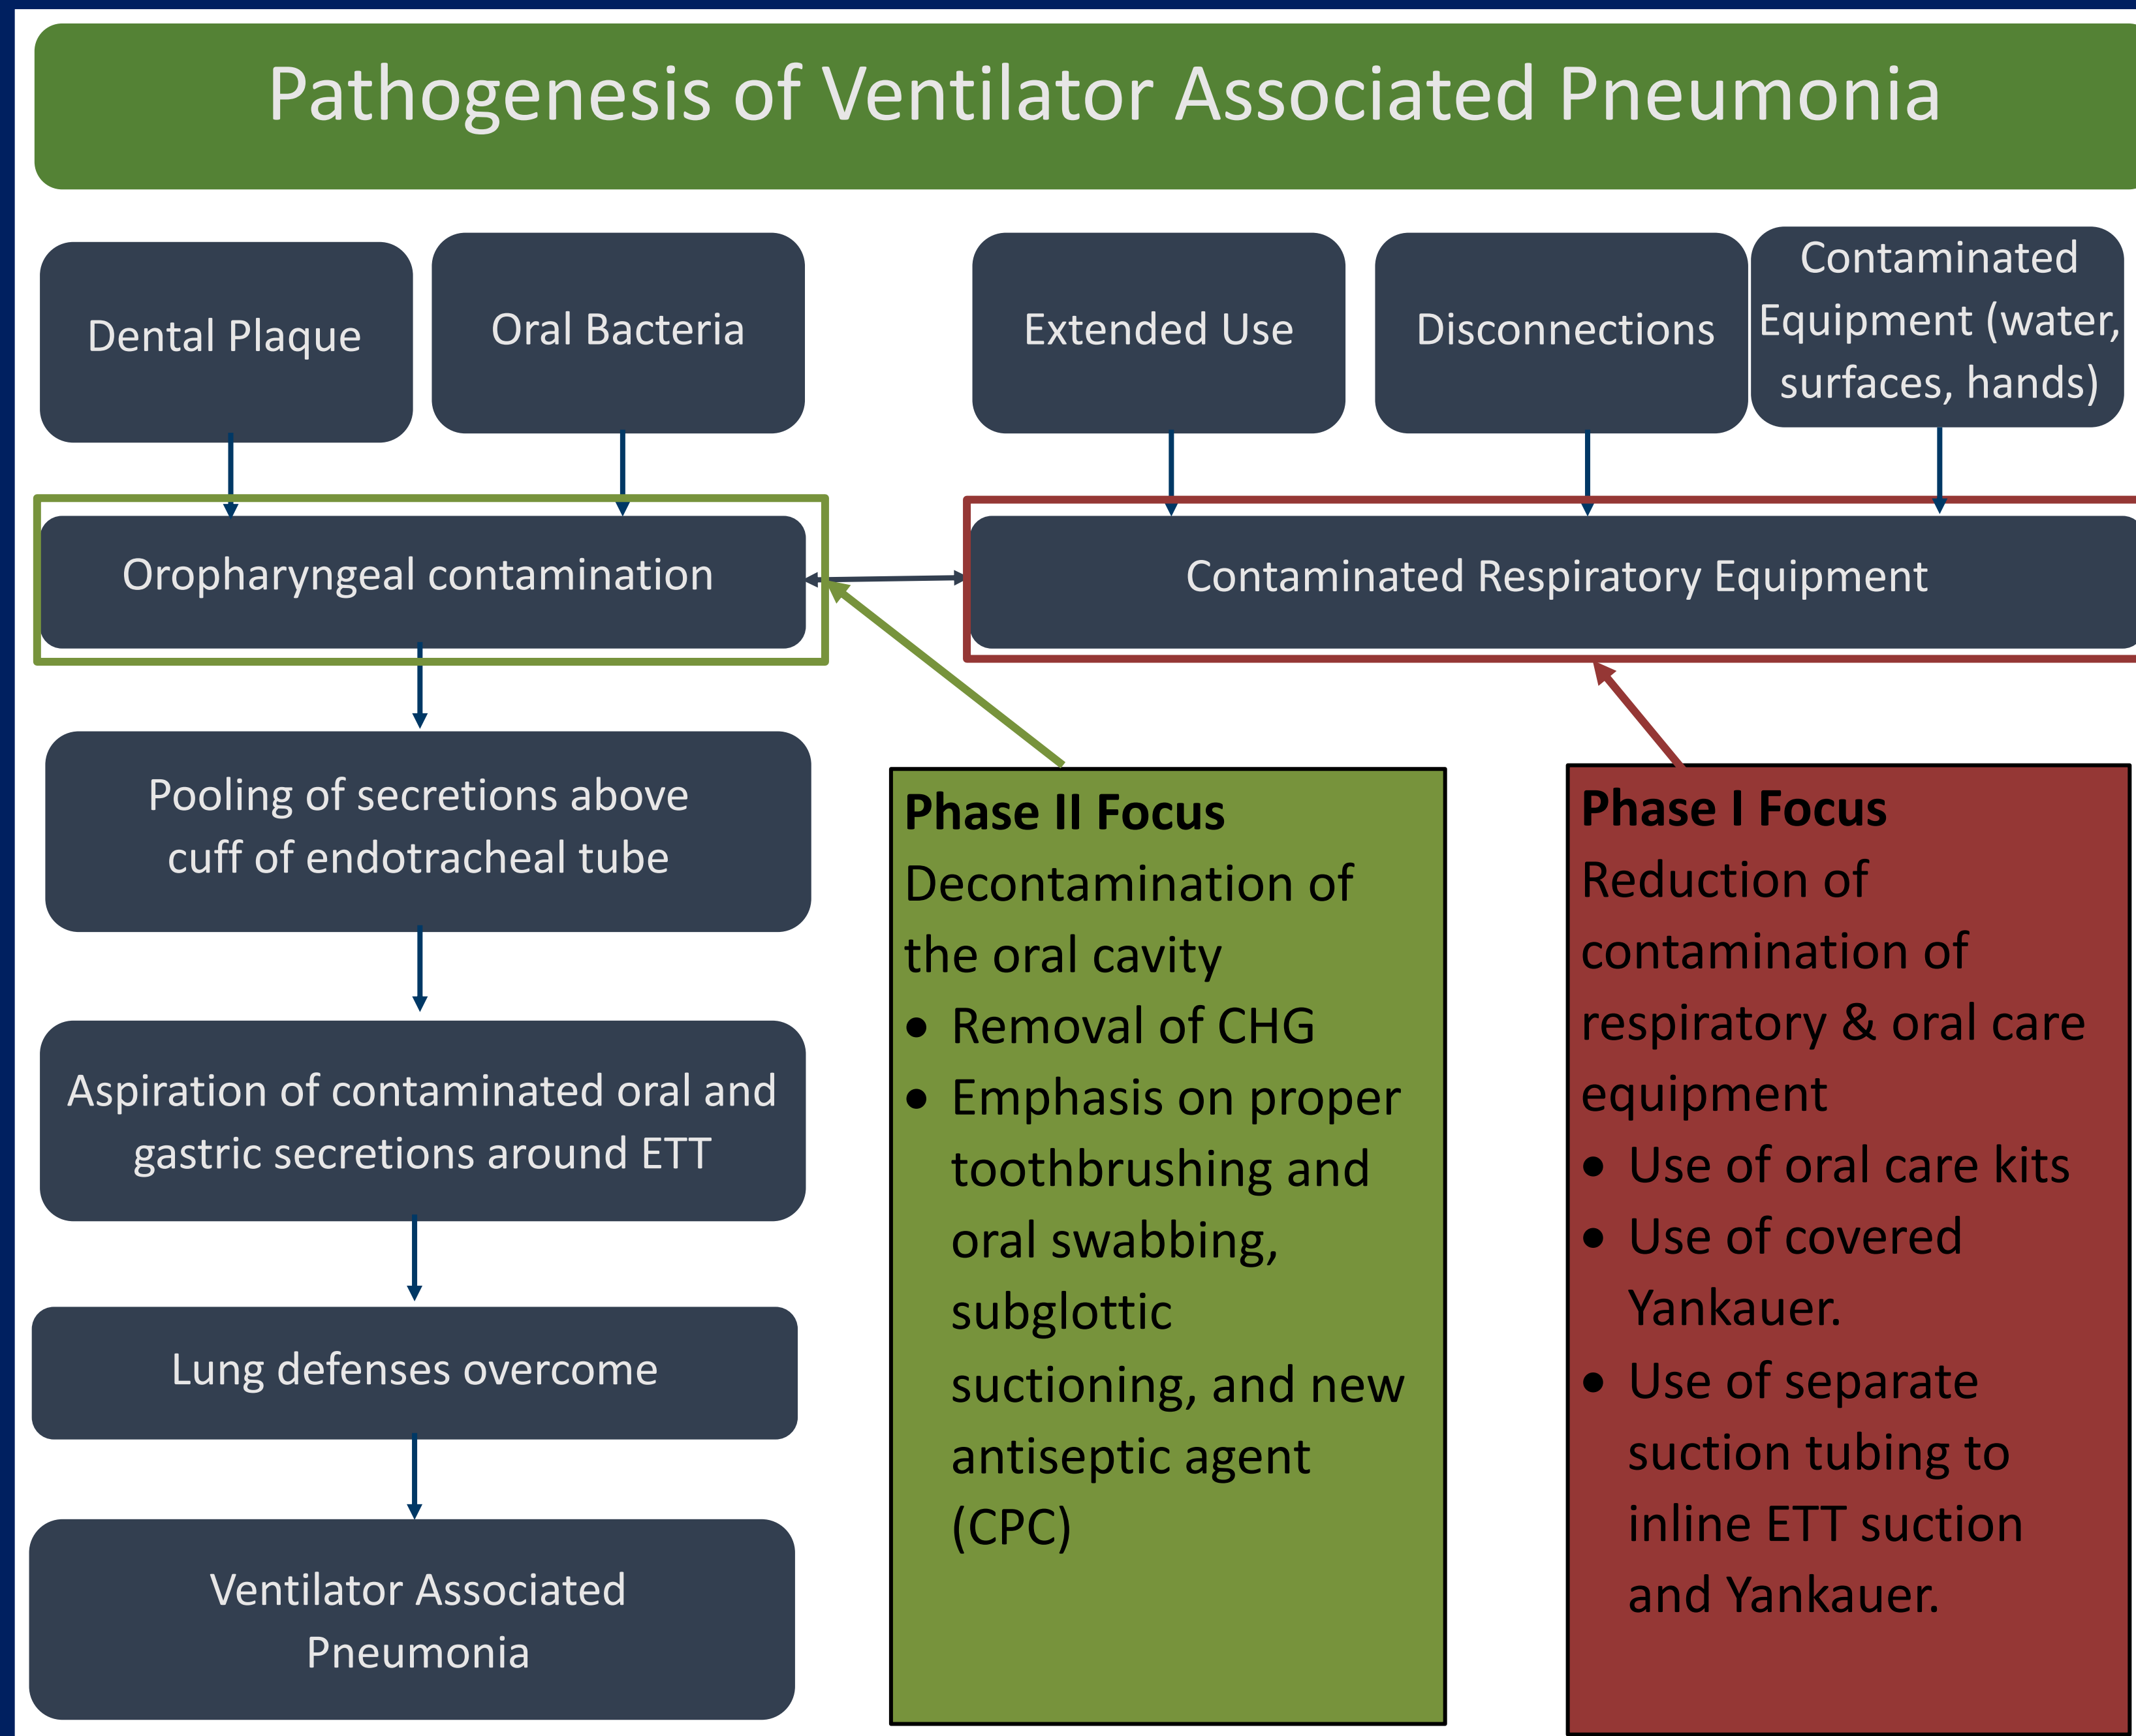 Pathogenesis of Ventilator Associated Pneumonia
Dental Plaque
Oral Bacteria
Extended Use
Disconnections
Contaminated
Equipment (water,
surfaces, hands)
Oropharyngeal contamination
Contaminated Respiratory Equipment
Pooling of secretions above
cuff of endotracheal tube
Aspiration of contaminated oral and
gastric secretions around ETT
Lung defenses overcome
Ventilator Associated
Pneumonia
Phase II Focus
Decontamination of
the oral cavity
• Removal of CHG
• Emphasis on proper
toothbrushing and
oral swabbing,
subglottic
suctioning, and new
antiseptic agent
(CPC)
Phase I Focus
Reduction of
contamination of
respiratory & oral care
equipment
• Use of oral care kits
• Use of covered
Yankauer.
• Use of separate
suction tubing to
inline ETT suction
and Yankauer.